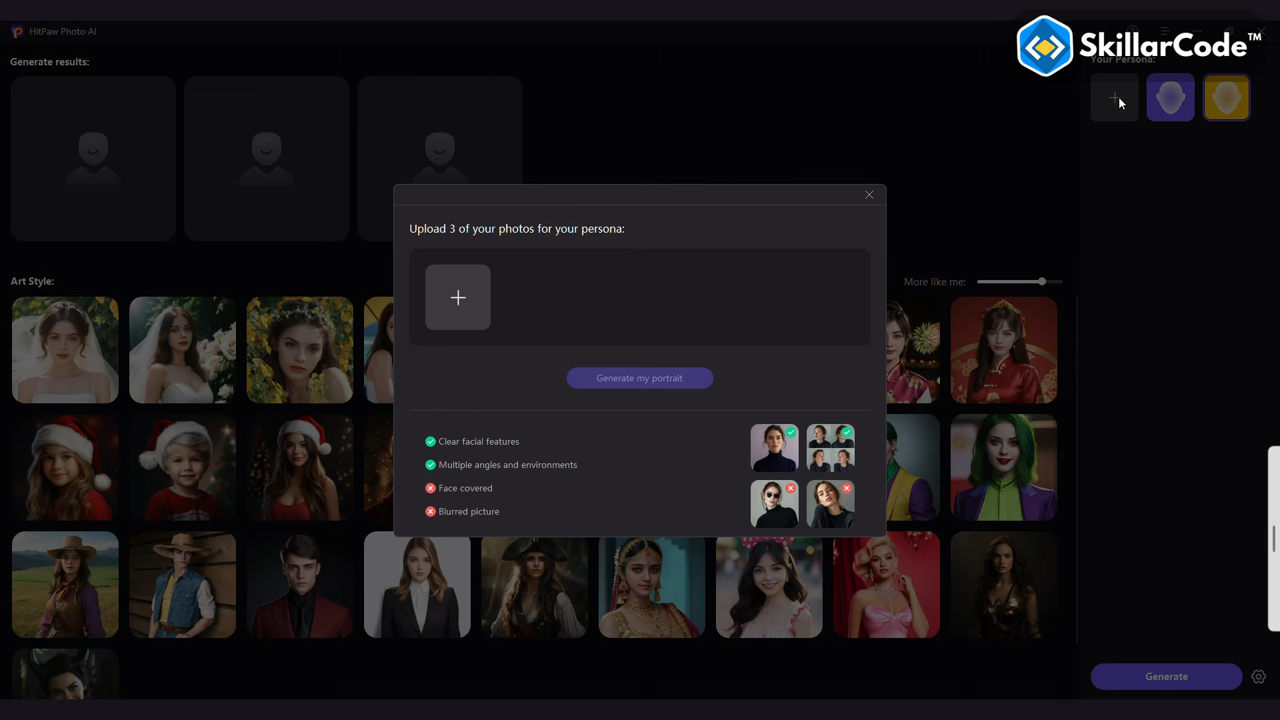 HitPaw Photo AI
SkillarCode™
Generate results:
Your Persona:
Upload 3 of your photos for your persona:
Art Style:
More like me:
Generate my portrait
Clear facial features
Multiple angles and environments
Face covered
Blurred picture
Generate